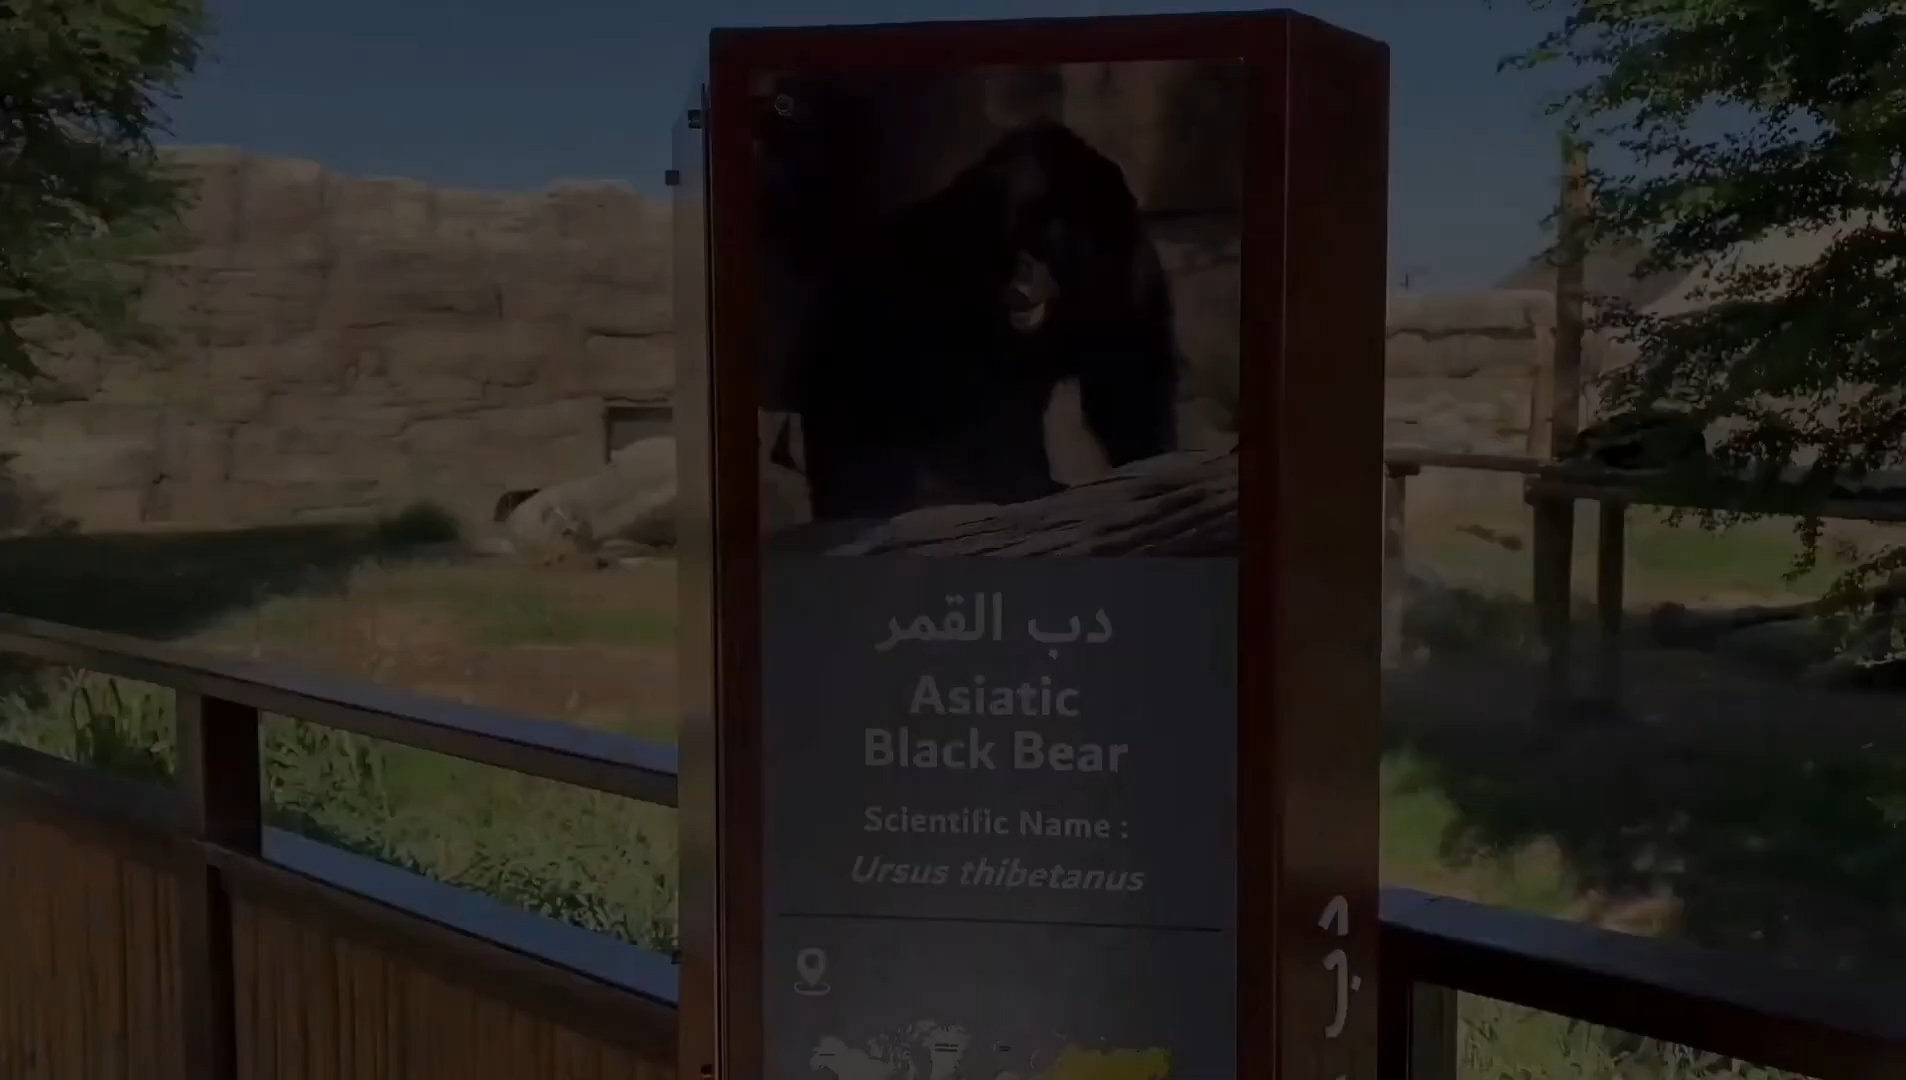 دب القمر
Asiatic
Black Bear
Scientific Name :
Ursus thibetanus